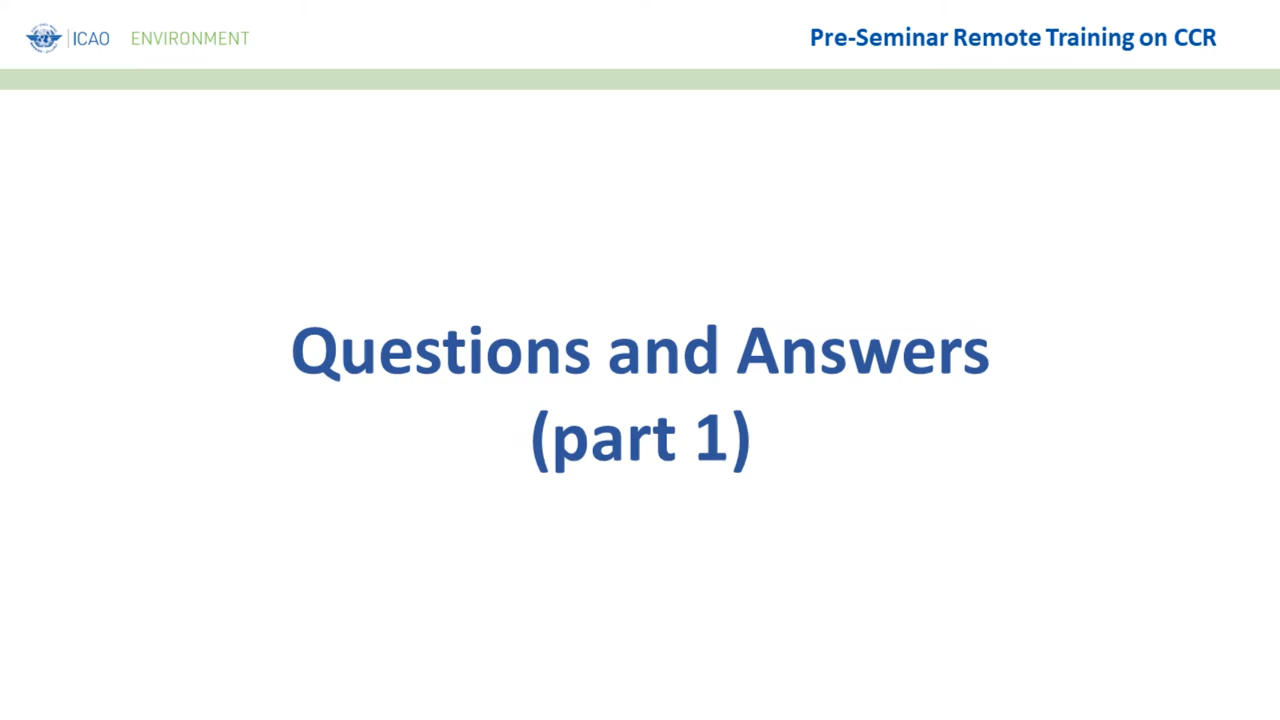 ICAO ENVIRONMENT
Pre-Seminar Remote Training on CCR
Questions and Answers
(part 1)